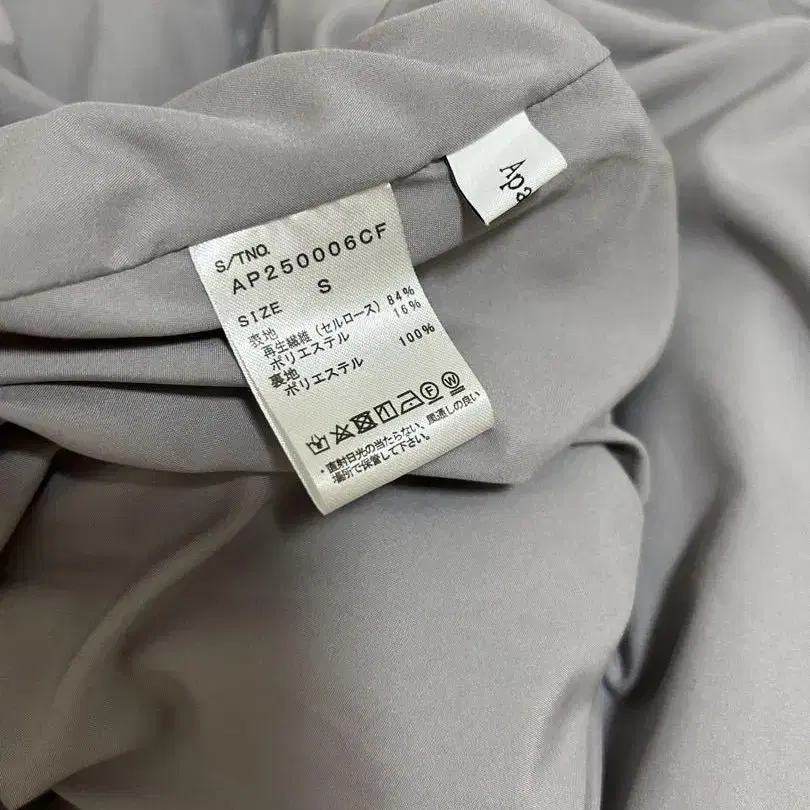 S/TNO.
AP250006CF
SIZE S
表地
再生繊維(セルロース) 84%
ポリエステル 16%
裏地
ポリエステル 100%
・直射日光の当たらない、風通しの良い
場所で保管して下さい。
Apa